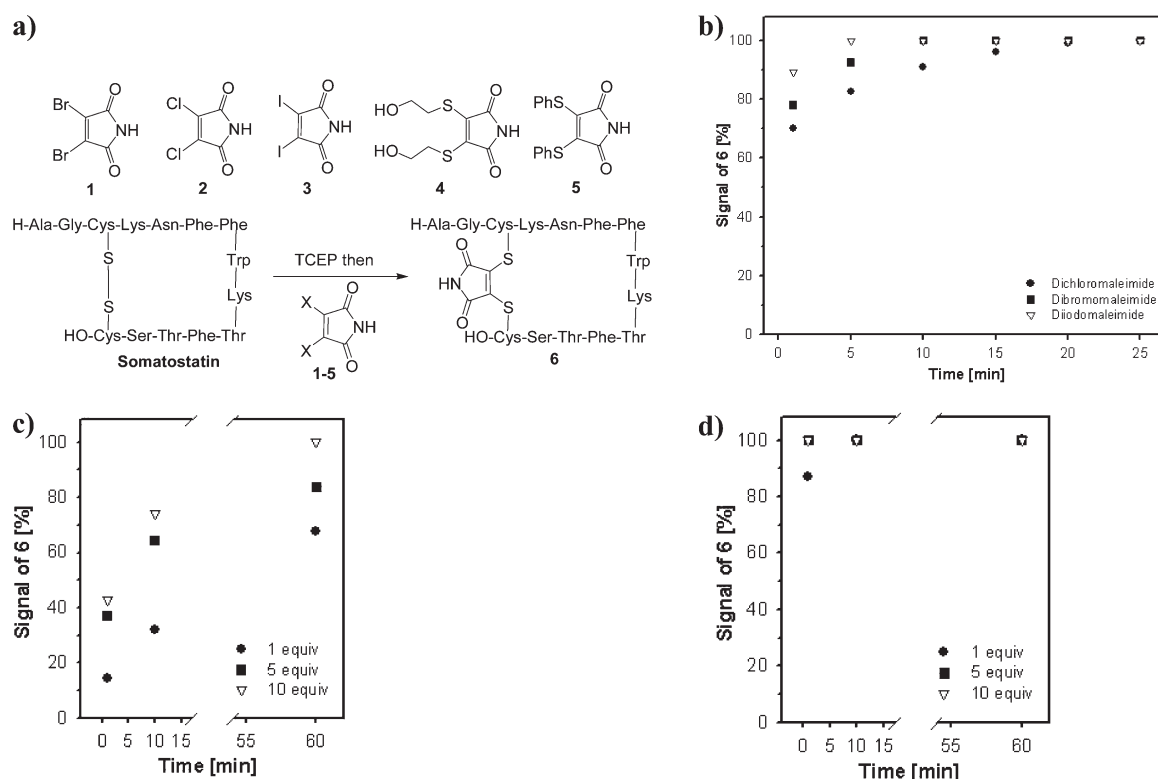 a)
Br
Br
O
NH
O
1
Cl
Cl
O
NH
O
2
I
I
O
NH
O
3
HO
S
HO
S
O
NH
O
4
PhS
PhS
O
NH
O
5
H-Ala-Gly-Cys-Lys-Asn-Phe-Phe
S
S
Trp
Lys
HO-Cys-Ser-Thr-Phe-Thr
Somatostatin
TCEP then
X
X
O
NH
O
1-5
H-Ala-Gly-Cys-Lys-Asn-Phe-Phe
O
HN
O
S
S
Trp
Lys
HO-Cys-Ser-Thr-Phe-Thr
6
b)
Signal of 6 [%]
100
80
60
40
20
0
0 5 10 15 20 25
Time [min]
Dichloromaleimide
Dibromomaleimide
Diiodomaleimide
c)
Signal of 6 [%]
100
80
60
40
20
0
0 5 10 15 55 60
Time [min]
1 equiv
5 equiv
10 equiv
d)
Signal of 6 [%]
100
80
60
40
20
0
0 5 10 15 55 60
Time [min]
1 equiv
5 equiv
10 equiv